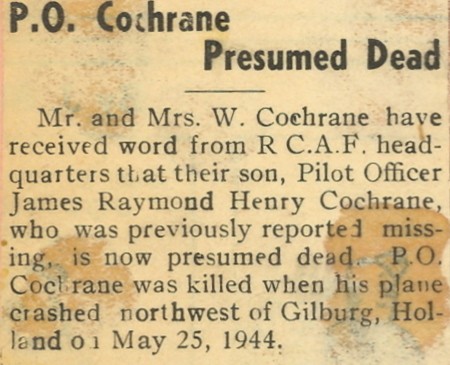 P.O. Cochrane
Presumed Dead
Mr. and Mrs. W. Cochrane have
received word from R C.A.F. head-
quarters that their son, Pilot Officer
James Raymond Henry Cochrane,
who was previously reported miss-
ing, is now presumed dead. P.O.
Cochrane was killed when his plane
crashed northwest of Gilburg, Hol-
land on May 25, 1944.